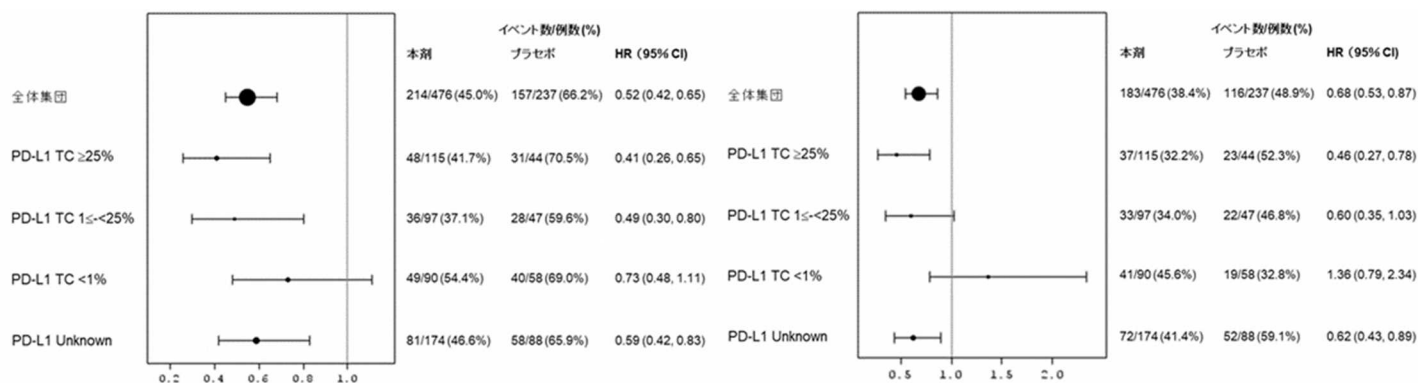 イベント数/例数(%)
本剤 プラセボ HR (95% CI)
全体集団 214/476 (45.0%) 157/237 (66.2%) 0.52 (0.42, 0.65)
PD-L1 TC ≥25% 48/115 (41.7%) 31/44 (70.5%) 0.41 (0.26, 0.65)
PD-L1 TC 1≤-<25% 36/97 (37.1%) 28/47 (59.6%) 0.49 (0.30, 0.80)
PD-L1 TC <1% 49/90 (54.4%) 40/58 (69.0%) 0.73 (0.48, 1.11)
PD-L1 Unknown 81/174 (46.6%) 58/88 (65.9%) 0.59 (0.42, 0.83)
0.2 0.4 0.6 0.8 1.0
イベント数/例数(%)
本剤 プラセボ HR (95% CI)
全体集団 183/476 (38.4%) 116/237 (48.9%) 0.68 (0.53, 0.87)
PD-L1 TC ≥25% 37/115 (32.2%) 23/44 (52.3%) 0.46 (0.27, 0.78)
PD-L1 TC 1≤-<25% 33/97 (34.0%) 22/47 (46.8%) 0.60 (0.35, 1.03)
PD-L1 TC <1% 41/90 (45.6%) 19/58 (32.8%) 1.36 (0.79, 2.34)
PD-L1 Unknown 72/174 (41.4%) 52/88 (59.1%) 0.62 (0.43, 0.89)
0.5 1.0 1.5 2.0